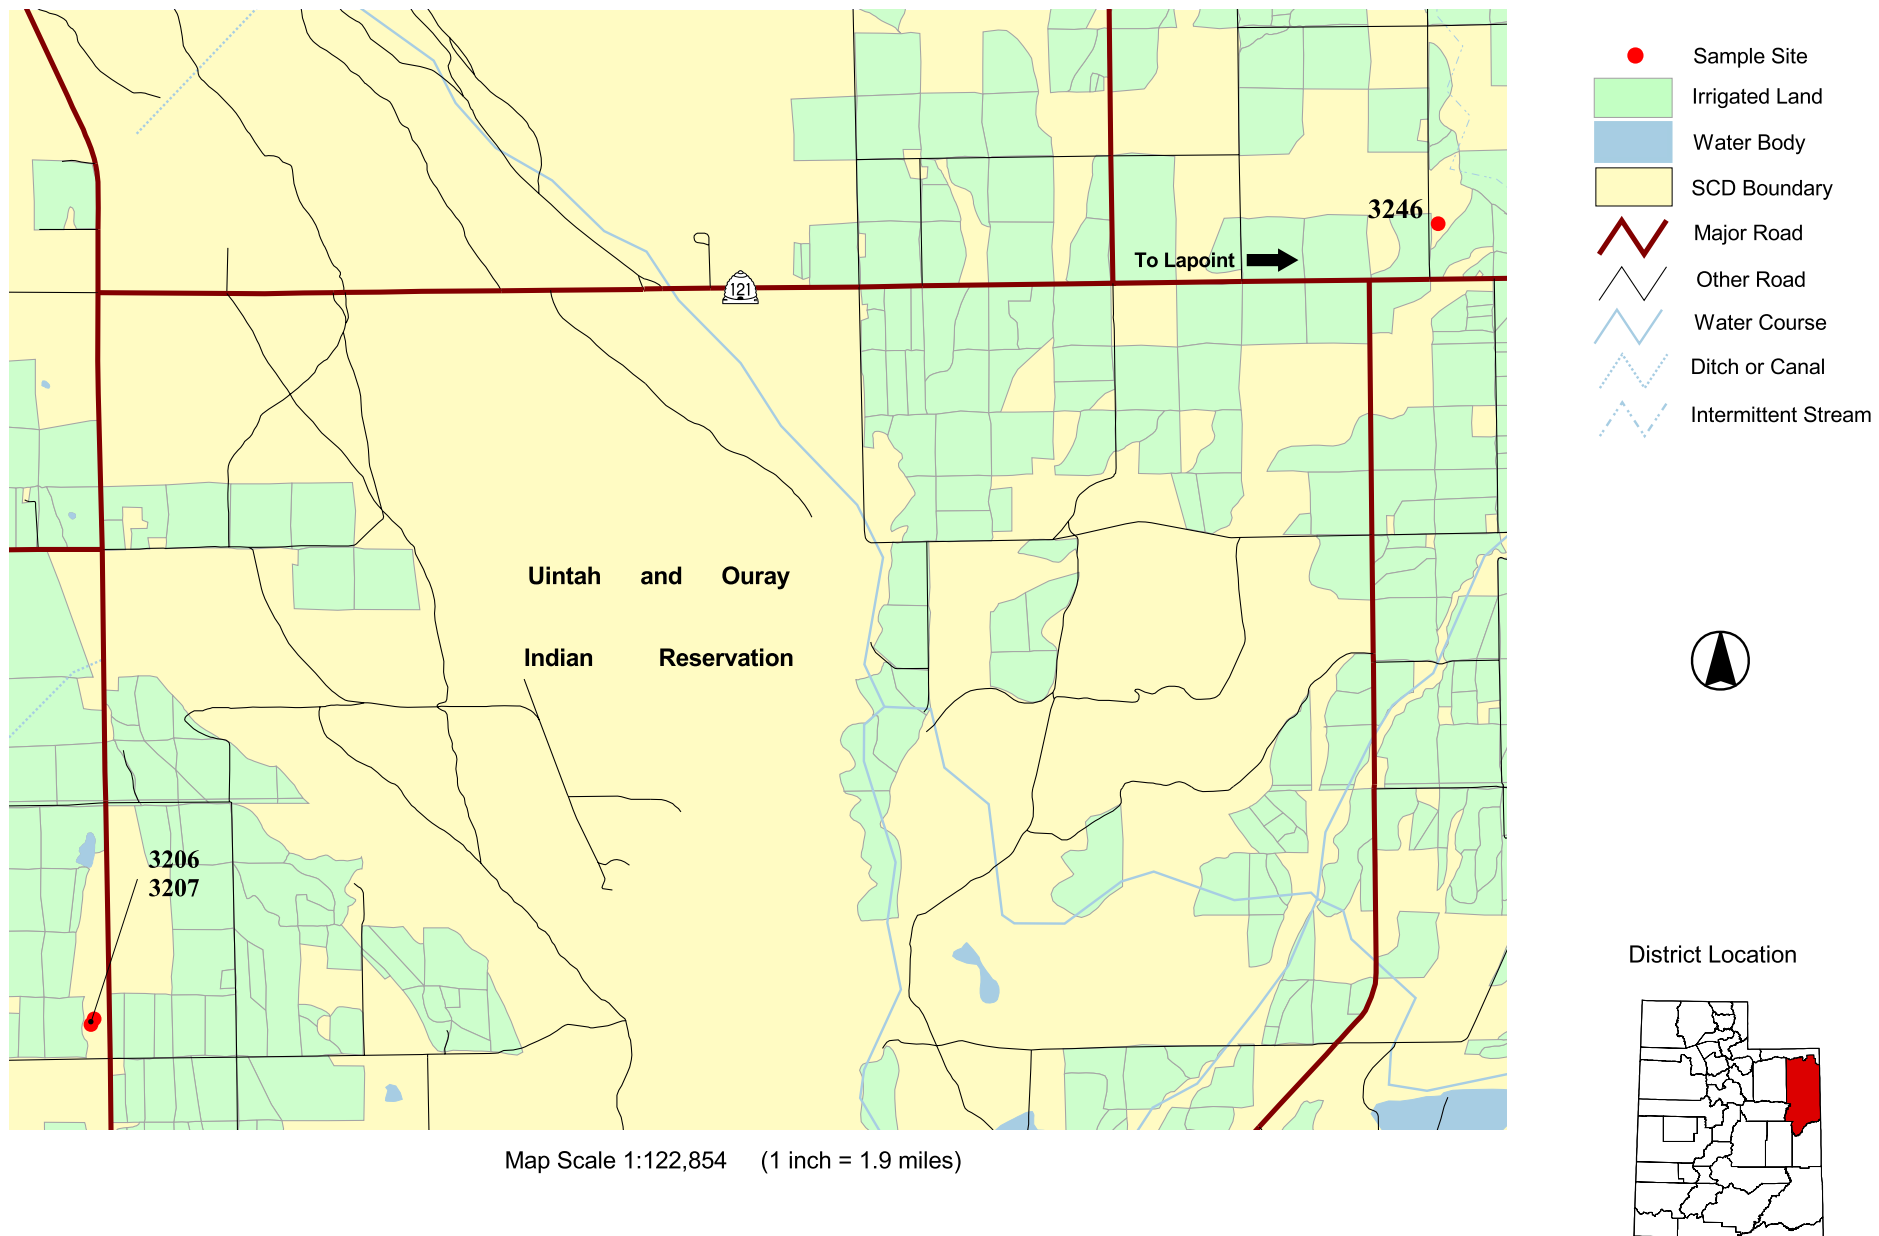 Sample Site
Irrigated Land
Water Body
SCD Boundary
3246
Major Road
To Lapoint
Other Road
121
Water Course
Ditch or Canal
Intermittent Stream
Uintah and Ouray
Indian Reservation
3206
3207
District Location
Map Scale 1:122,854 (1 inch = 1.9 miles)